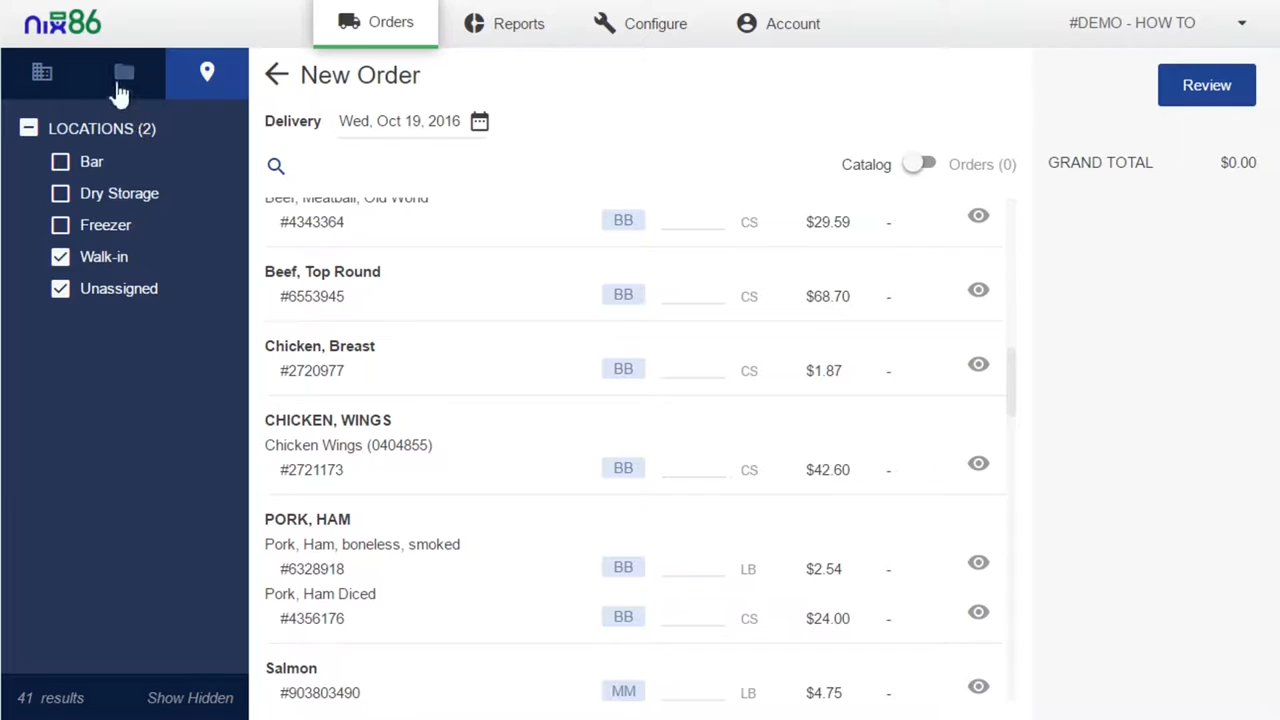 nix86
Orders
Reports
Configure
Account
#DEMO - HOW TO
LOCATIONS (2)
Bar
Dry Storage
Freezer
Walk-in
Unassigned
41 results
Show Hidden
New Order
Delivery Wed, Oct 19, 2016
Catalog Orders (0)
Beef, Meatball, Old World
#4343364 BB CS $29.59 -
Beef, Top Round
#6553945 BB CS $68.70 -
Chicken, Breast
#2720977 BB CS $1.87 -
CHICKEN, WINGS
Chicken Wings (0404855)
#2721173 BB CS $42.60 -
PORK, HAM
Pork, Ham, boneless, smoked
#6328918 BB LB $2.54 -
Pork, Ham Diced
#4356176 BB CS $24.00 -
Salmon
#903803490 MM LB $4.75 -
Review
GRAND TOTAL $0.00